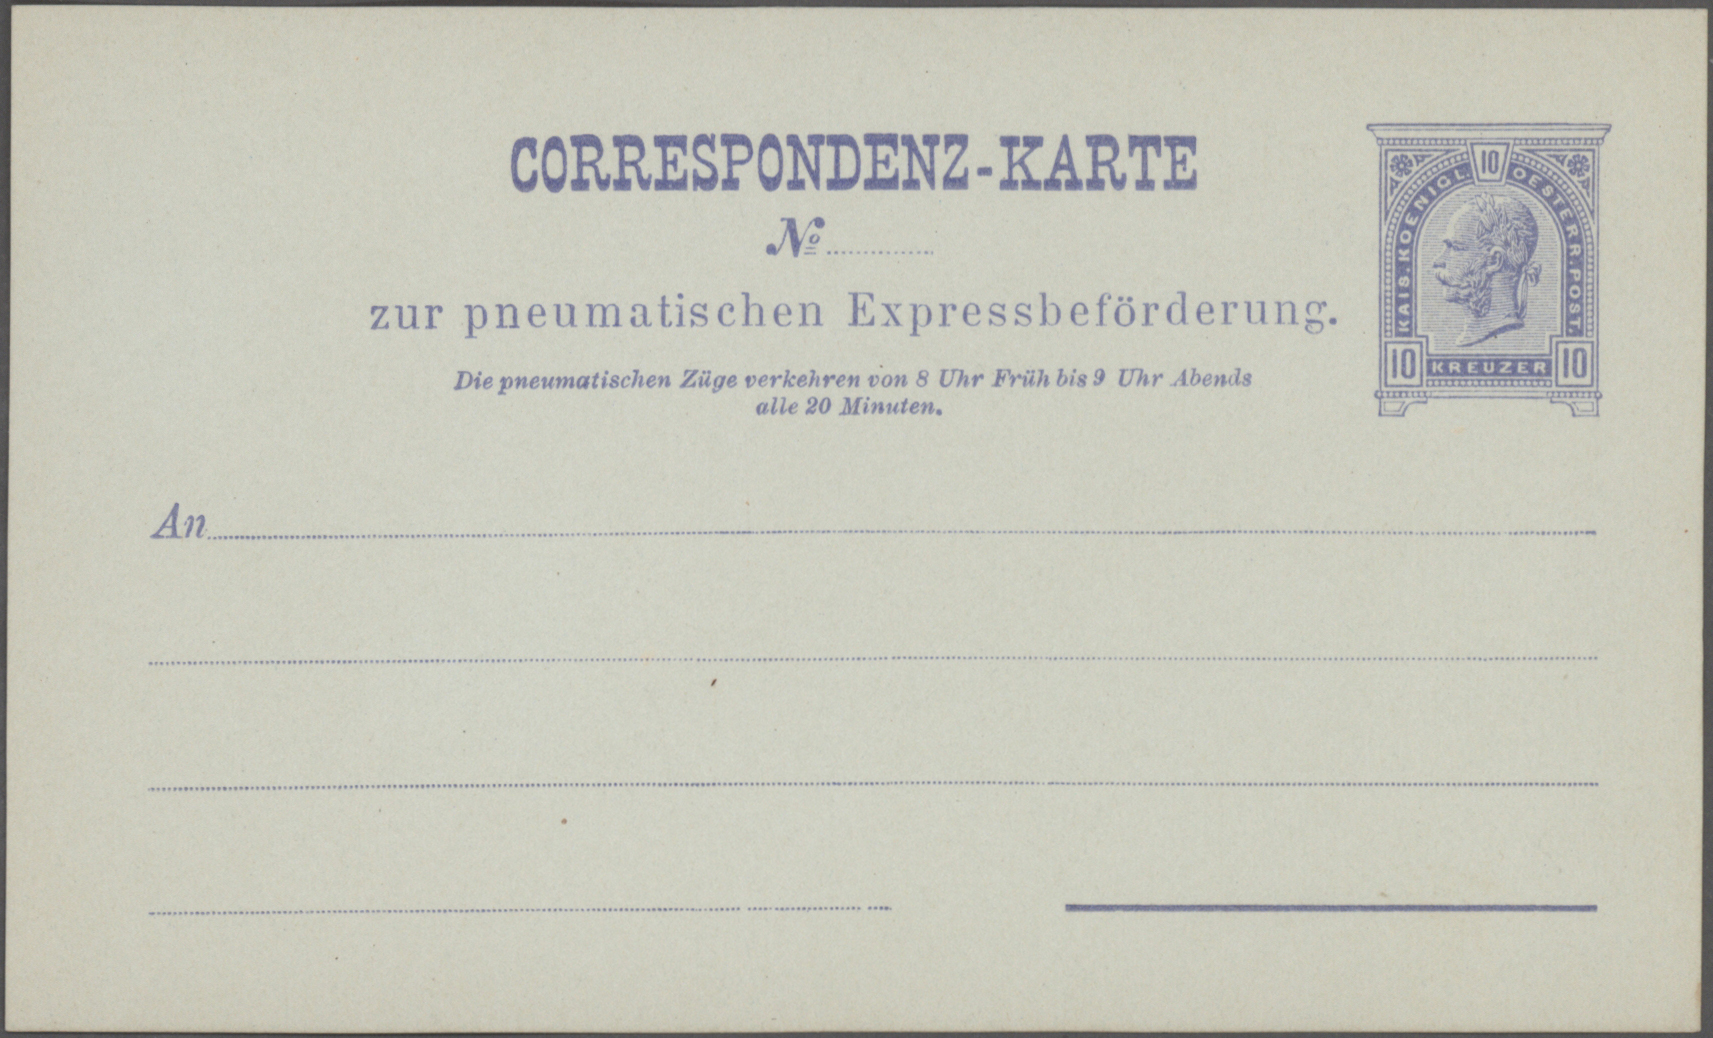 CORRESPONDENZ-KARTE
Nº
zur pneumatischen Expressbeförderung.
Die pneumatischen Züge verkehren von 8 Uhr Früh bis 9 Uhr Abends
alle 20 Minuten.
10
KAIS. KOENIGL. OESTERR. POST.
10 KREUZER 10
An